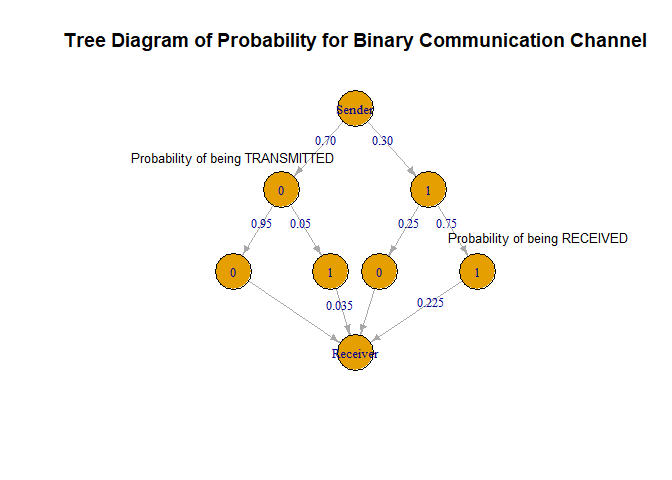 Tree Diagram of Probability for Binary Communication Channel
Sender
0.70 0.30
Probability of being TRANSMITTED
0 1
0.95 0.05 0.25 0.75
Probability of being RECEIVED
0 1 0 1
0.035 0.225
Receiver